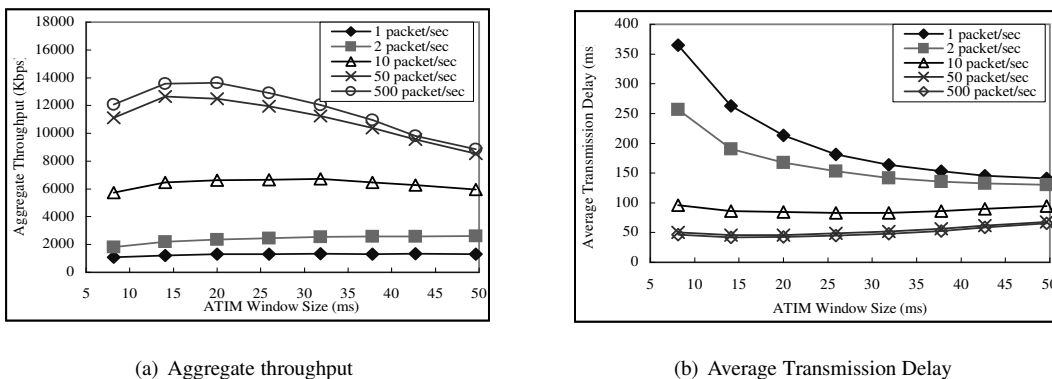 18000
16000
14000
12000
10000
8000
6000
4000
2000
0
Aggregate Throughput (Kbps)
1 packet/sec
2 packet/sec
10 packet/sec
50 packet/sec
500 packet/sec
5 10 15 20 25 30 35 40 45 50
ATIM Window Size (ms)
(a) Aggregate throughput
400
350
300
250
200
150
100
50
0
Average Transmission Delay (ms
1 packet/sec
2 packet/sec
10 packet/sec
50 packet/sec
500 packet/sec
5 10 15 20 25 30 35 40 45 50
ATIM Window Size (ms)
(b) Average Transmission Delay